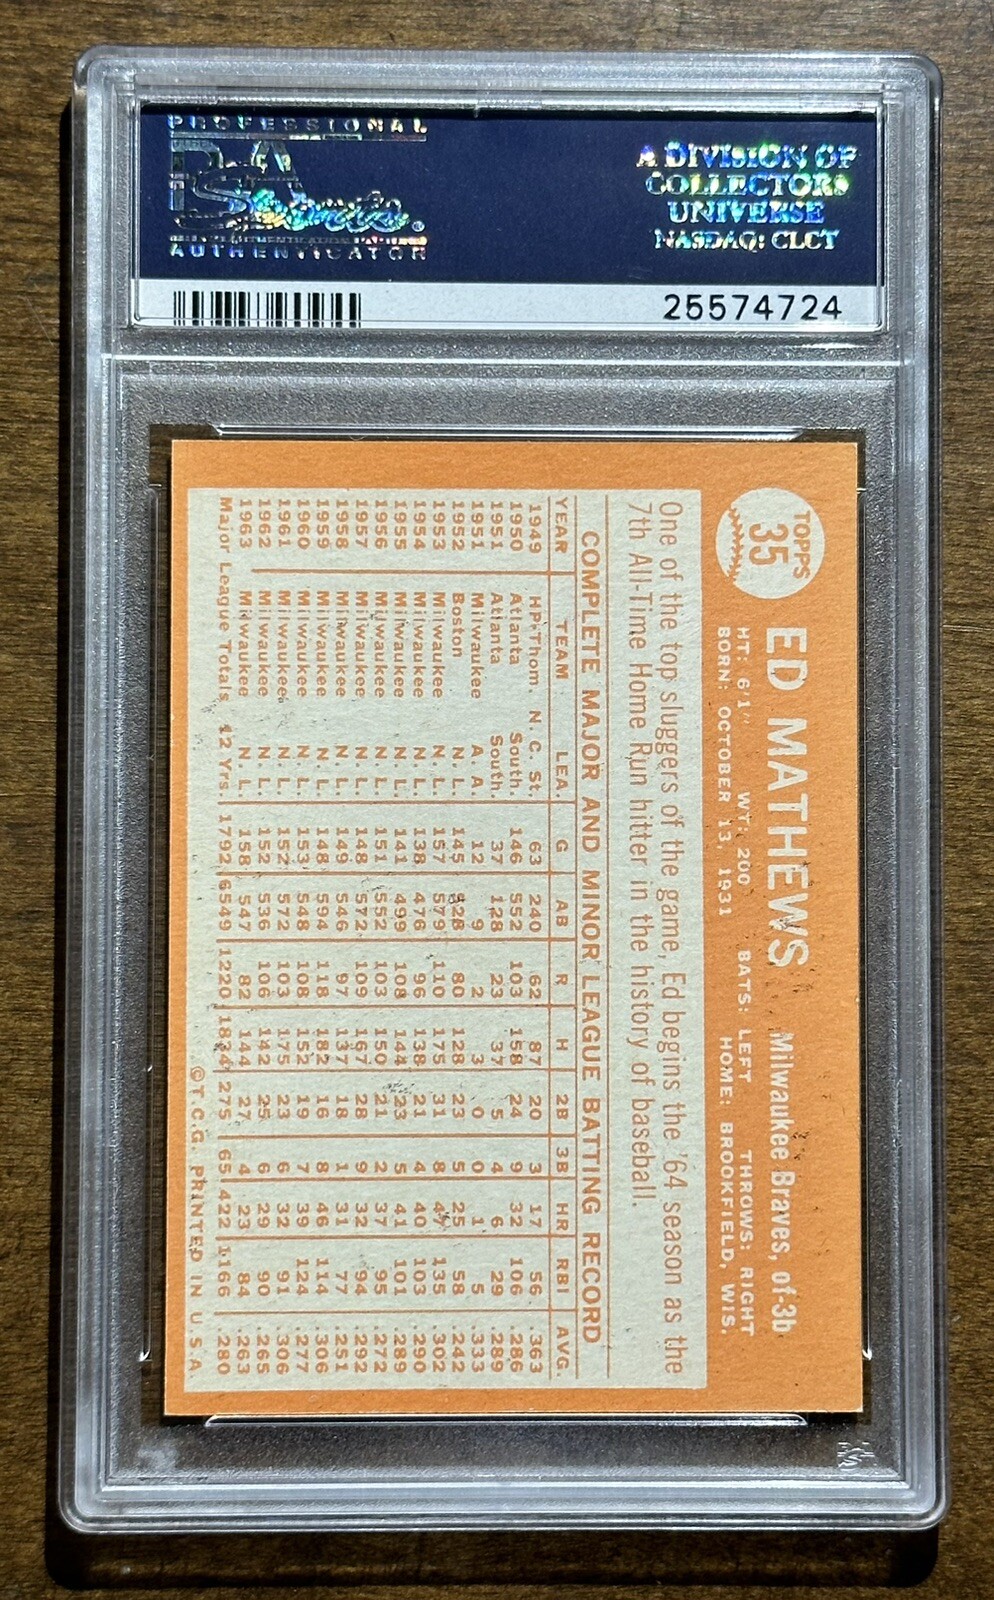 PROFESSIONAL
PSA
AUTHENTICATOR
A DIVISION OF
COLLECTORS
UNIVERSE
NASDAQ: CLCT
25574724
TOPPS
35
ED MATHEWS Milwaukee Braves, of-3b
HT: 6'1" WT: 200 BATS: LEFT THROWS: RIGHT
BORN: OCTOBER 13, 1931 HOME: BROOKFIELD, WIS.
One of the top sluggers of the game, Ed begins the '64 season as the
7th All-Time Home Run hitter in the history of baseball.
COMPLETE MAJOR AND MINOR LEAGUE BATTING RECORD
YEAR TEAM LEA. G AB R H 2B 3B HR RBI AVG.
1949 HP-Thom. N. C. St. 63 240 62 87 20 3 17 56 .363
1950 Atlanta South. 146 552 103 158 24 9 32 106 .286
1951 Atlanta South. 37 128 23 37 5 4 6 29 .289
1951 Milwaukee A. A. 12 9 2 3 0 0 1 5 .333
1952 Boston N. L. 145 528 80 128 23 5 25 58 .242
1953 Milwaukee N. L. 157 579 110 175 31 8 47 135 .302
1954 Milwaukee N. L. 138 476 96 138 21 4 40 103 .290
1955 Milwaukee N. L. 141 499 108 144 23 5 41 101 .289
1956 Milwaukee N. L. 151 552 103 150 21 2 37 95 .272
1957 Milwaukee N. L. 148 572 109 167 28 9 32 94 .292
1958 Milwaukee N. L. 149 546 97 137 18 1 31 77 .251
1959 Milwaukee N. L. 148 594 118 182 16 8 46 114 .306
1960 Milwaukee N. L. 153 548 108 152 19 7 39 124 .277
1961 Milwaukee N. L. 152 572 103 175 23 6 32 91 .306
1962 Milwaukee N. L. 152 536 106 142 25 6 29 90 .265
1963 Milwaukee N. L. 158 547 82 144 27 4 23 84 .263
Major League Totals 12 Yrs. 1792 6549 1220 1834 275 65 422 1166 .280
©T.C.G. PRINTED IN U.S.A.